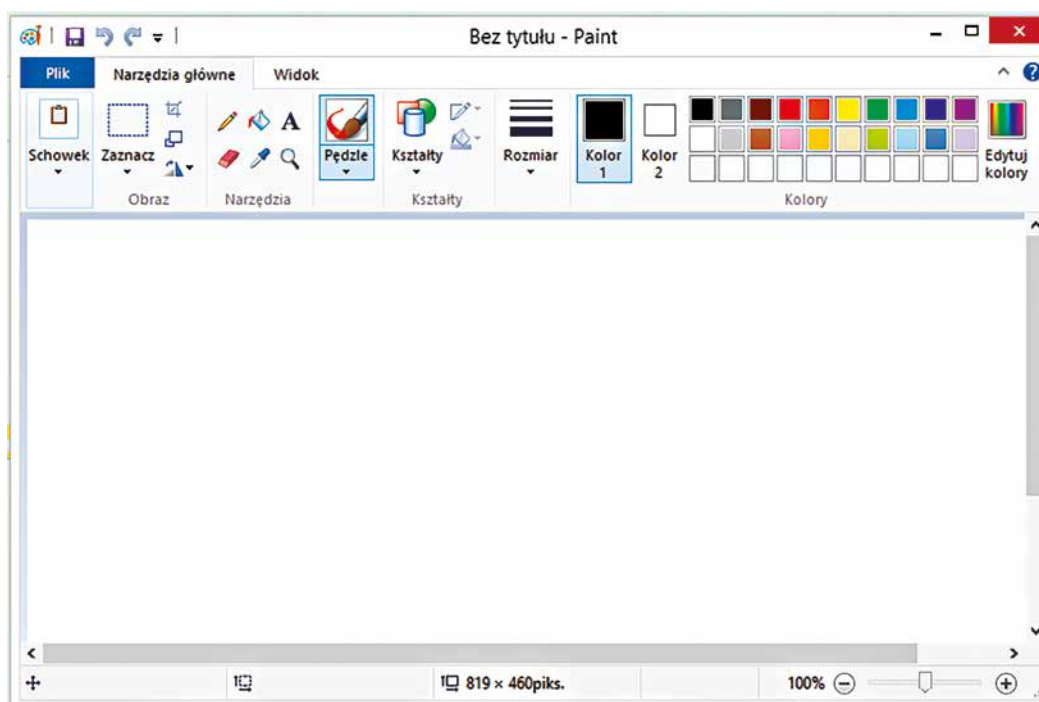 Bez tytułu - Paint
Plik Narzędzia główne Widok
Schowek Zaznacz A Pędzle Kształty Rozmiar Kolor 1 Kolor 2 Edytuj kolory
Obraz Narzędzia Kształty Kolory
819 × 460piks. 100%